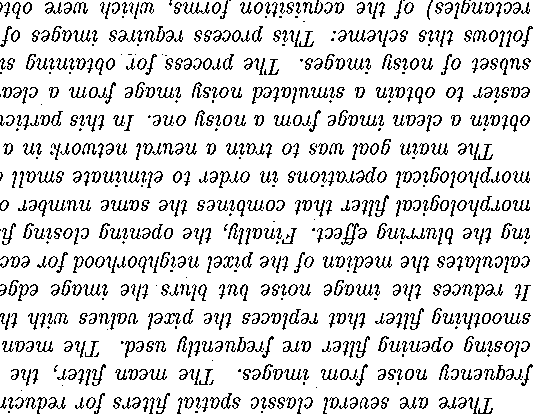 There are several classic spatial filters for reducin
frequency noise from images. The mean filter, the
closing opening filter are frequently used. The mean
smoothing filter that replaces the pixel values with th
It reduces the image noise but blurs the image edge
calculates the median of the pixel neighborhood for eac
ing the blurring effect. Finally, the opening closing fi
morphological filter that combines the same number o
morphological operations in order to eliminate small
The main goal was to train a neural network in a
obtain a clean image from a noisy one. In this particu
easier to obtain a simulated noisy image from a clea
subset of noisy images. The process for obtaining si
follows this scheme: This process requires images of
rectangles) of the acquisition forms, which were obt